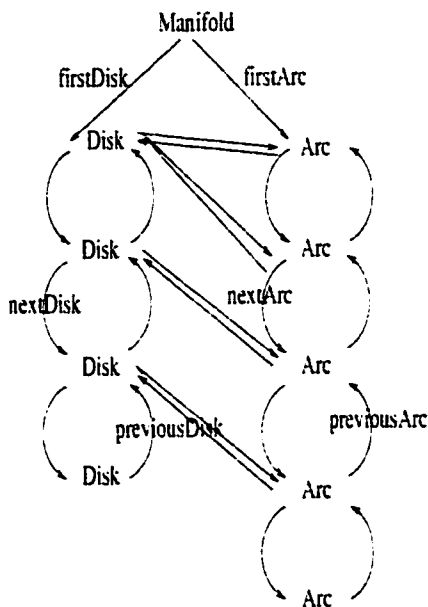 Manifold
firstDisk firstArc
Disk Arc
Disk Arc
nextDisk nextArc
Disk Arc
previousDisk previousArc
Disk Arc
Arc